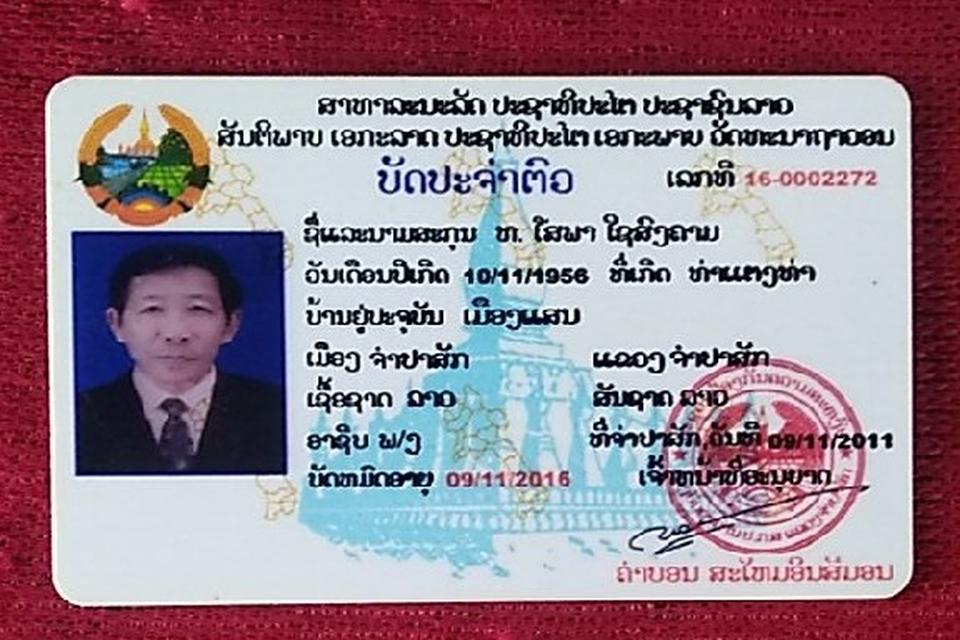 ສາທາລະນະລັດ ປະຊາທິປະໄຕ ປະຊາຊົນລາວ
ສັນຕິພາບ ເອກະລາດ ປະຊາທິປະໄຕ ເອກະພາບ ວັດທະນາຖາວອນ
ບັດປະຈຳຕົວ
ເລກທີ 16-0002272
ຊື່ແລະນາມສະກຸນ ທ. ໂສພາ ໄຊສົງຄາມ
ວັນເດືອນປີເກີດ 10/11/1956 ທີ່ເກີດ ທ່າແຕງທ່າ
ບ້ານຢູ່ປະຈຸບັນ ເມືອງແສນ
ເມືອງ ຈຳປາສັກ ແຂວງ ຈຳປາສັກ
ເຊື້ອຊາດ ລາວ ສັນຊາດ ລາວ
ອາຊິບ ພ/ງ ທີ່ຈຳປາສັກ,ວັນທີ 09/11/2011
ບັດຫມົດອາຍຸ 09/11/2016 ເຈົ້າຫນ້າທີ່ອະນຸຍາດ
ຄຳບອນ ສະໄຫມອິນສີມອນ